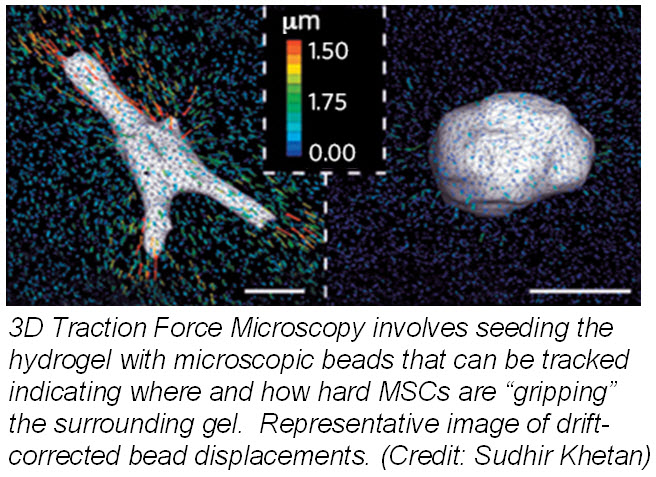 μm
1.50
1.75
0.00
3D Traction Force Microscopy involves seeding the
hydrogel with microscopic beads that can be tracked
indicating where and how hard MSCs are “gripping”
the surrounding gel.  Representative image of drift-
corrected bead displacements. (Credit: Sudhir Khetan)